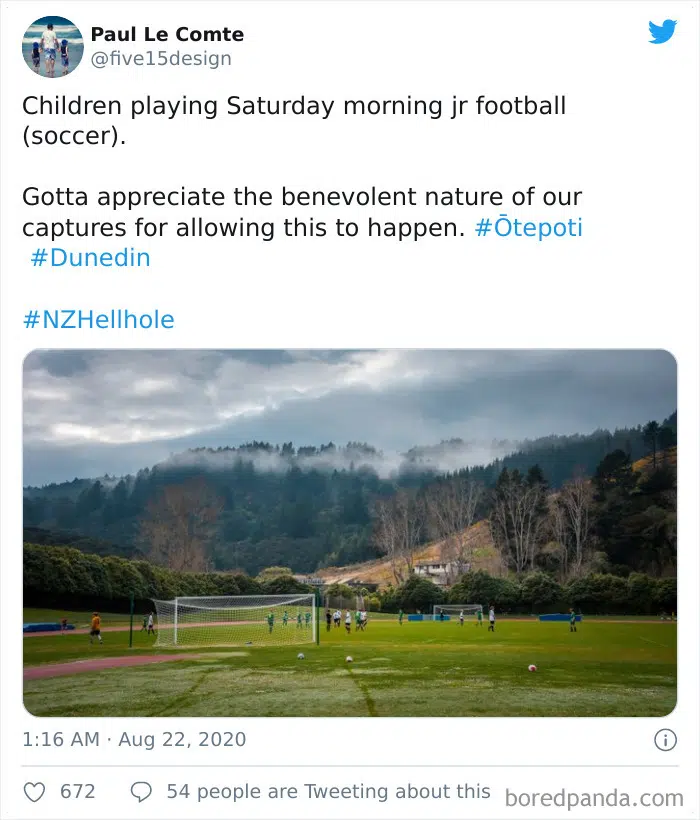 Paul Le Comte
@five15design
Children playing Saturday morning jr football
(soccer).
Gotta appreciate the benevolent nature of our
captures for allowing this to happen. #Ōtepoti
#Dunedin
#NZHellhole
1:16 AM · Aug 22, 2020
672
54 people are Tweeting about this
boredpanda.com